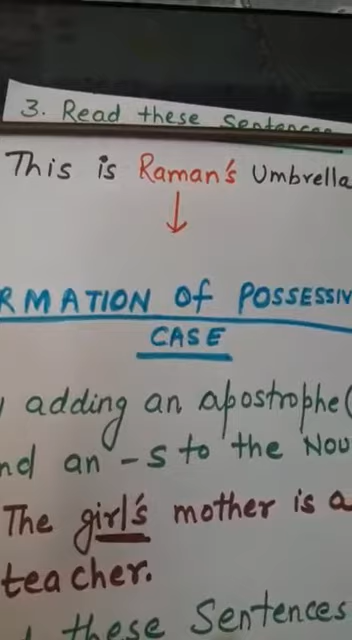 3. Read these Sentences
This is Raman's Umbrella
RMATION of POSSESSIV
CASE
adding an apostrophe(
nd an -s to the Nou
The girl's mother is a
teacher.
these Sentences